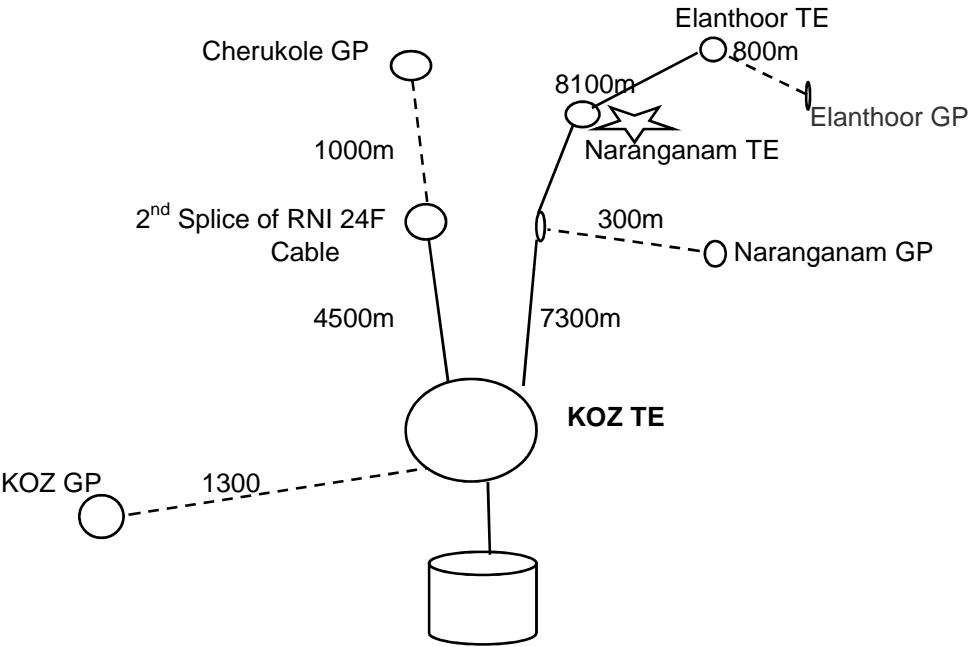 Elanthoor TE
Cherukole GP
800m
8100m
Elanthoor GP
1000m
Naranganam TE
2nd Splice of RNI 24F
Cable
300m
Naranganam GP
4500m
7300m
KOZ TE
KOZ GP
1300